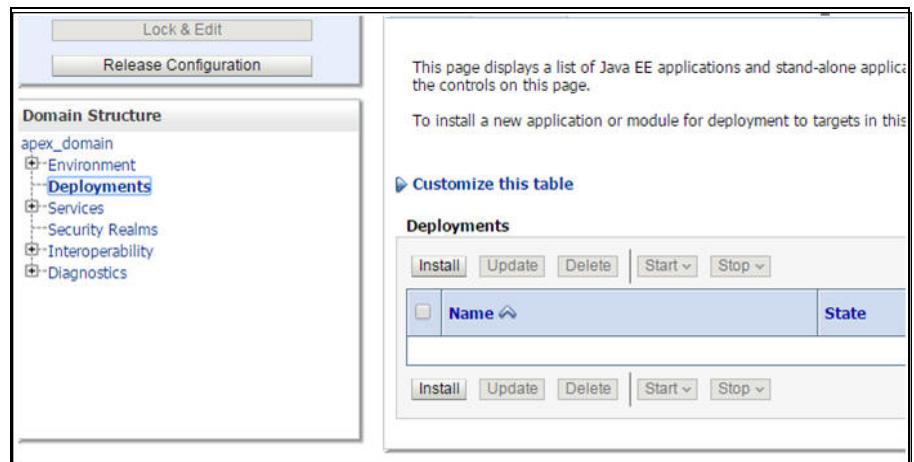 Lock & Edit
Release Configuration
Domain Structure
apex_domain
Environment
Deployments
Services
Security Realms
Interoperability
Diagnostics
This page displays a list of Java EE applications and stand-alone applica
the controls on this page.
To install a new application or module for deployment to targets in this
Customize this table
Deployments
Install Update Delete Start Stop
Name State
Install Update Delete Start Stop